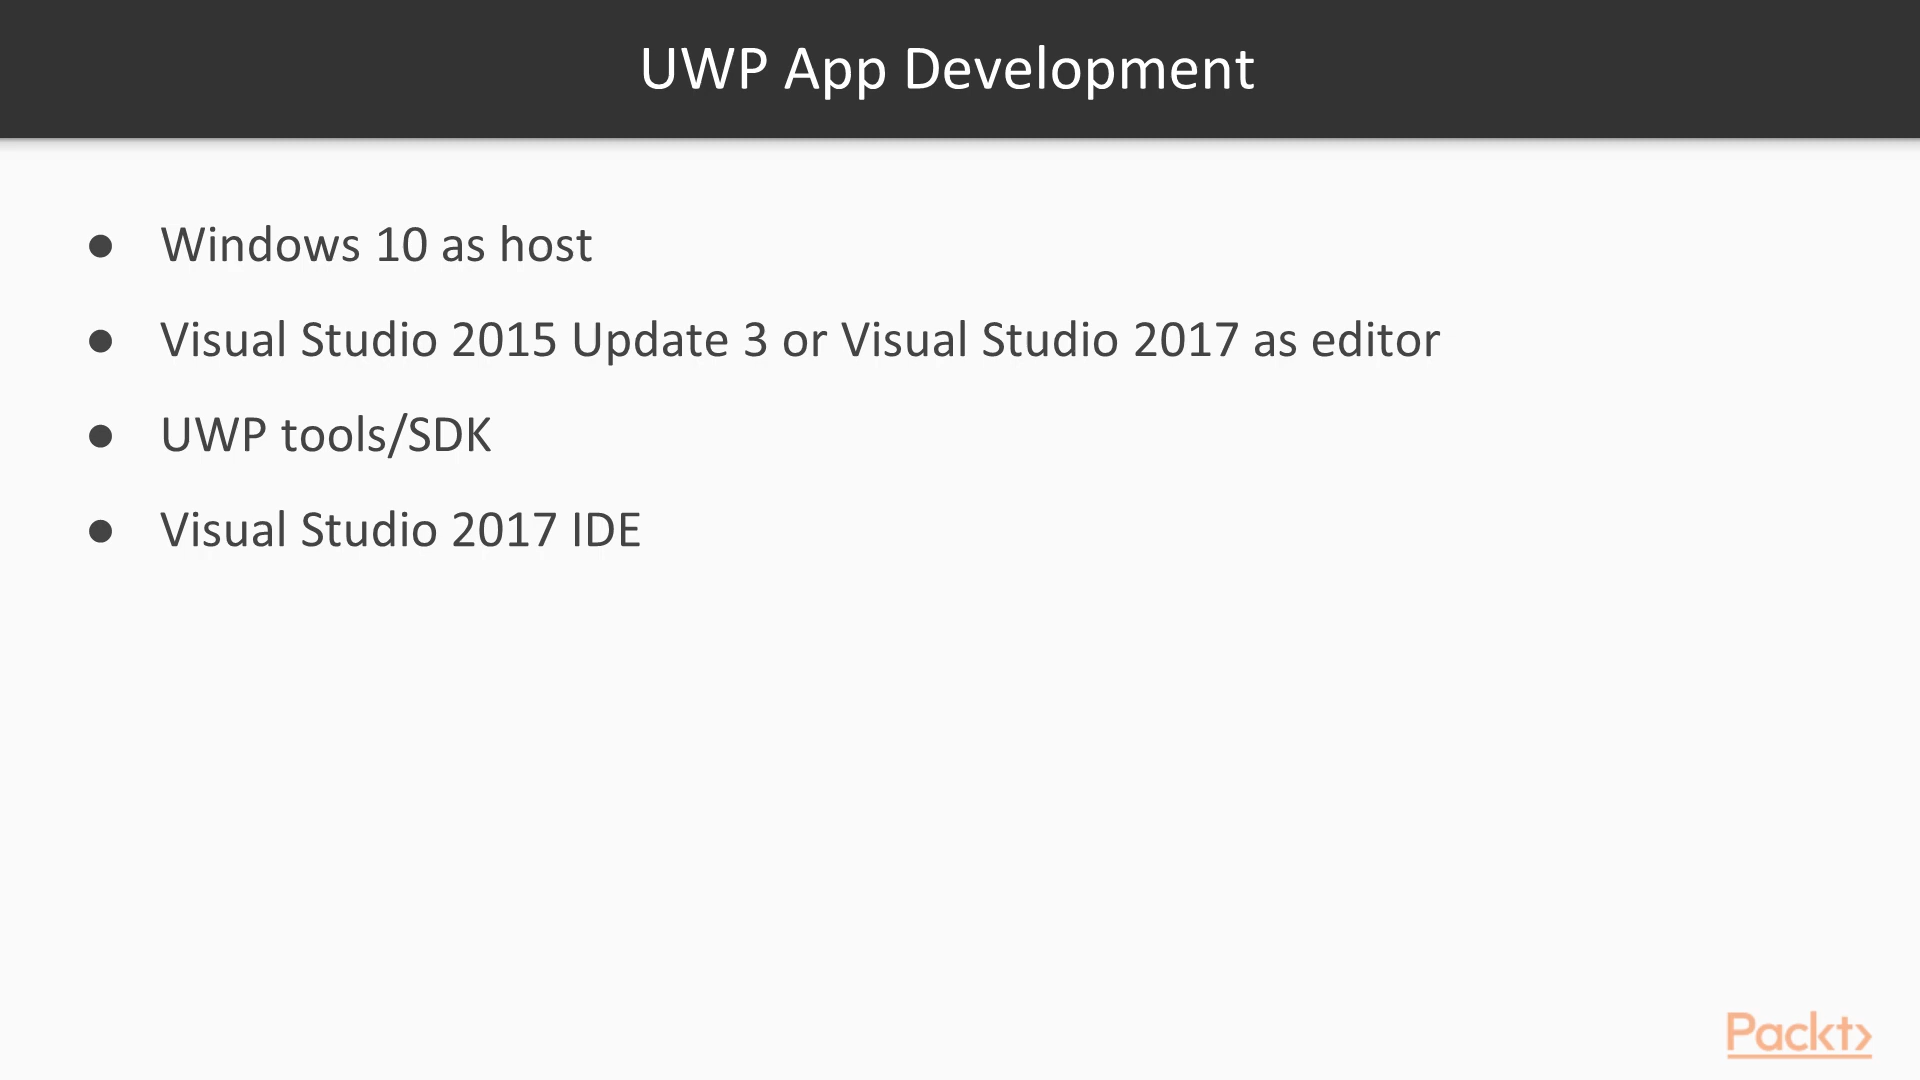 UWP App Development
● Windows 10 as host
● Visual Studio 2015 Update 3 or Visual Studio 2017 as editor
● UWP tools/SDK
● Visual Studio 2017 IDE
Packt>